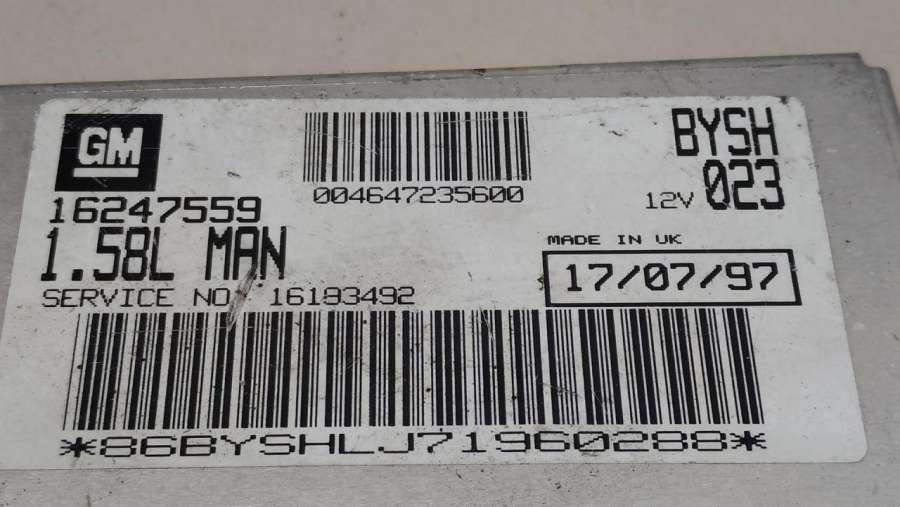 GM
004647235600
BYSH
12V 023
16247559
1.58L MAN
MADE IN UK
17/07/97
SERVICE NO. 16183492
*86BYSHLJ71960288*